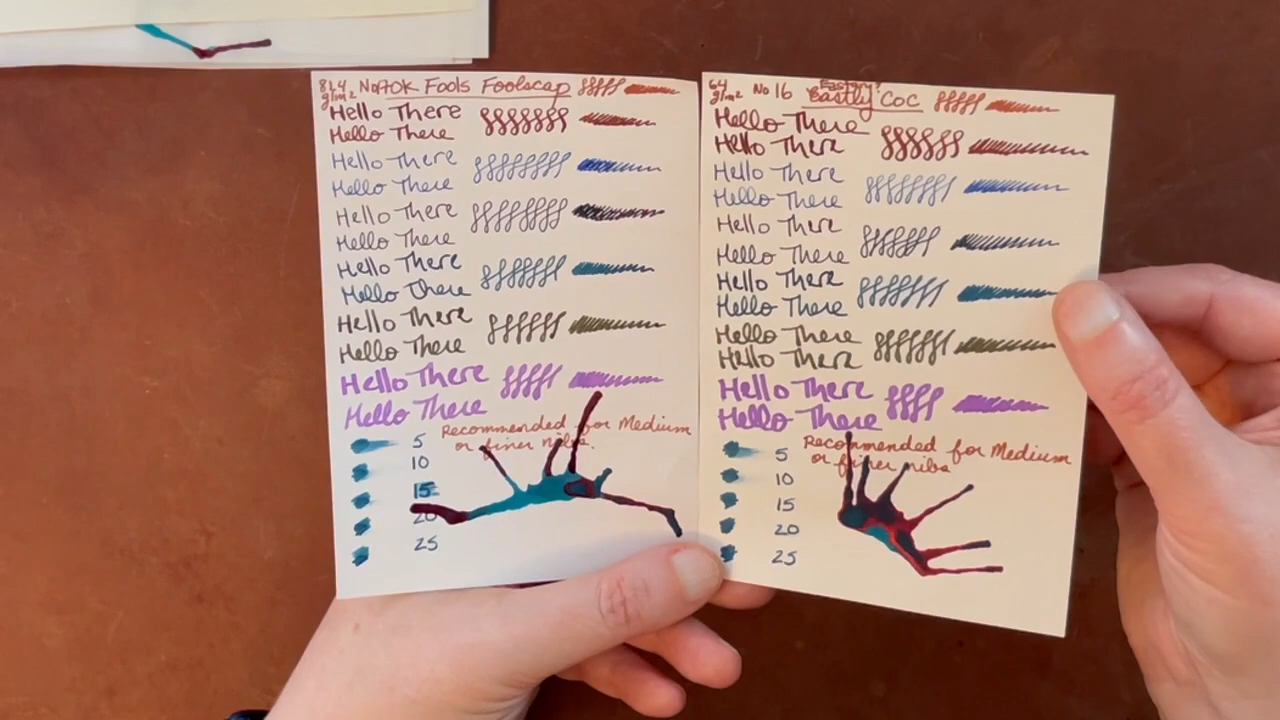 No 70K Fools Foolscap
g/m²
Hello There
Hello There
Hello There
Hello There
Hello There
Hello There
Hello There
Hello There
Hello There
Hello There
Hello There
Hello There
Recommended for Medium
or finer nibs.
5
10
15
20
25
64
g/m² No 16 Eastly CoC
Hello There
Hello There
Hello There
Hello There
Hello There
Hello There
Hello There
Hello There
Hello There
Hello There
Hello There
Hello There
Recommended for Medium
or finer nibs
5
10
15
20
25